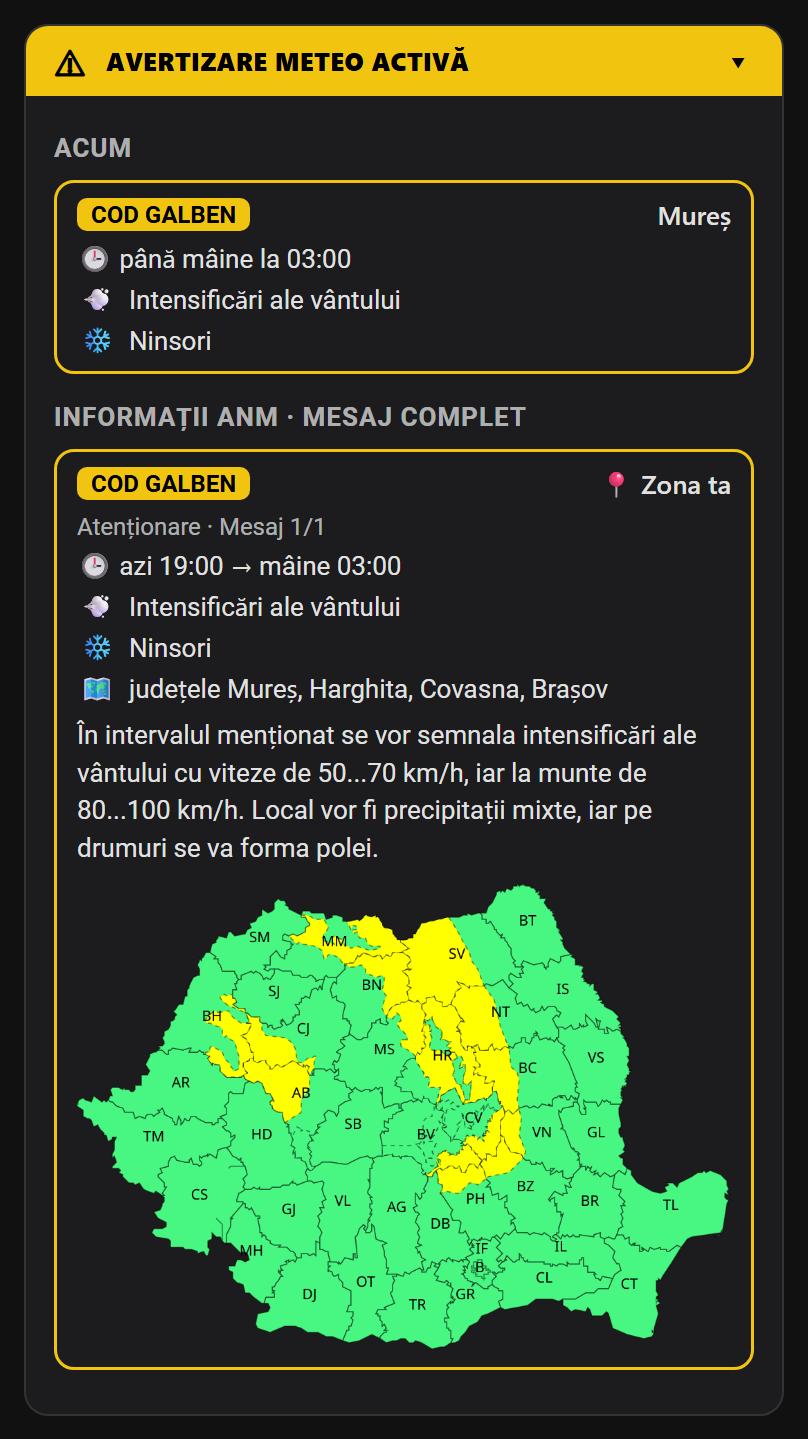 AVERTIZARE METEO ACTIVĂ
ACUM
COD GALBEN
Mureș
până mâine la 03:00
Intensificări ale vântului
Ninsori
INFORMAȚII ANM · MESAJ COMPLET
COD GALBEN
Zona ta
Atenționare · Mesaj 1/1
azi 19:00 → mâine 03:00
Intensificări ale vântului
Ninsori
județele Mureș, Harghita, Covasna, Brașov
În intervalul menționat se vor semnala intensificări ale
vântului cu viteze de 50...70 km/h, iar la munte de
80...100 km/h. Local vor fi precipitații mixte, iar pe
drumuri se va forma polei.
BT
SM MM
SV
BN
SJ
IS
BH
NT
CJ
MS
HR
VS
BC
AR
AB
CV
SB
TM
HD
BV
VN
GL
BZ
CS
PH
BR
VL
TL
AG
GJ
DB
IF
IL
MH
B
CL
OT
CT
DJ
GR
TR